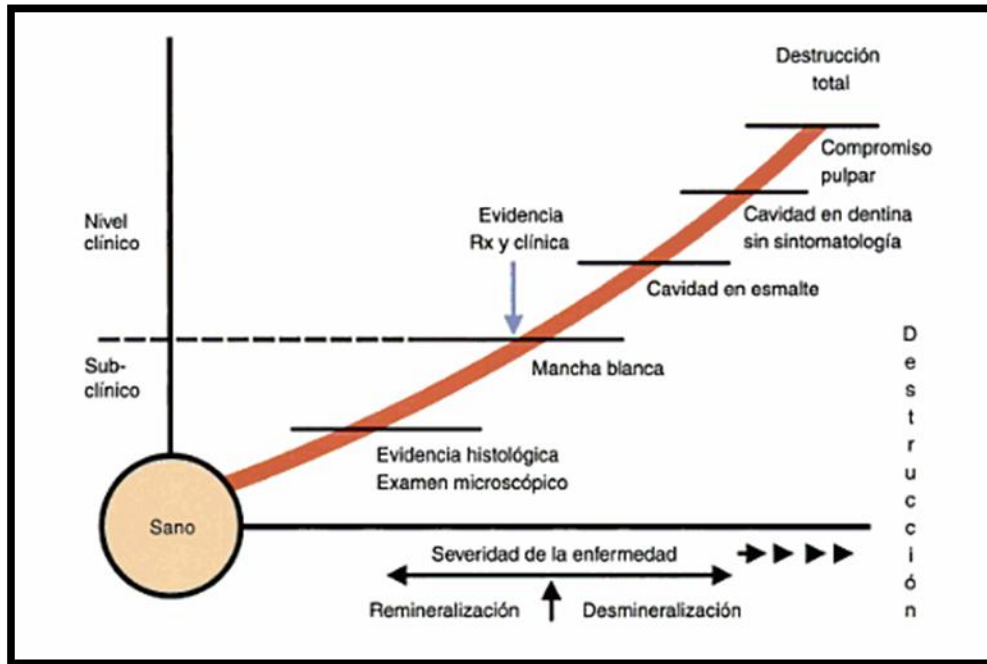 Destrucción
total
Compromiso
pulpar
Cavidad en dentina
sin sintomatología
Nivel
clínico
Evidencia
Rx y clínica
Cavidad en esmalte
Mancha blanca
Sub-
clínico
Evidencia histológica
Examen microscópico
Sano
Severidad de la enfermedad
Remineralización
Desmineralización
D
e
s
t
r
u
c
c
i
ó
n